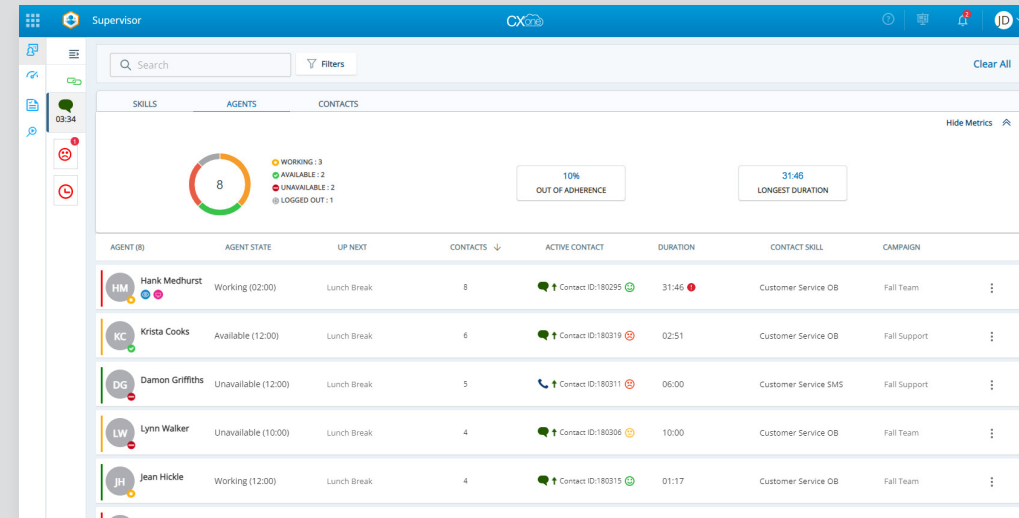 Supervisor
CXone
2
JD
Search
Filters
Clear All
03:34
1
SKILLS AGENTS CONTACTS
Hide Metrics
8
WORKING : 3
AVAILABLE : 2
UNAVAILABLE : 2
LOGGED OUT : 1
10%
OUT OF ADHERENCE
31:46
LONGEST DURATION
AGENT (8) AGENT STATE UP NEXT CONTACTS ACTIVE CONTACT DURATION CONTACT SKILL CAMPAIGN
HM Hank Medhurst Working (02:00) Lunch Break 8 Contact ID:180295 31:46 Customer Service OB Fall Team
KC Krista Cooks Available (12:00) Lunch Break 6 Contact ID:180319 02:51 Customer Service OB Fall Support
DG Damon Griffiths Unavailable (12:00) Lunch Break 5 Contact ID:180311 06:00 Customer Service SMS Fall Support
LW Lynn Walker Unavailable (10:00) Lunch Break 4 Contact ID:180306 10:00 Customer Service OB Fall Team
JH Jean Hickle Working (12:00) Lunch Break 4 Contact ID:180315 01:17 Customer Service OB Fall Team